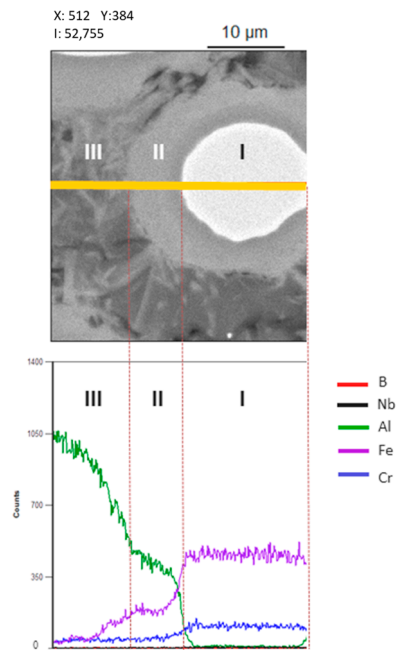 X: 512 Y:384
I: 52,755
10 µm
III II I
1400
III II I
1050
700
350
0
Counts
B
Nb
Al
Fe
Cr